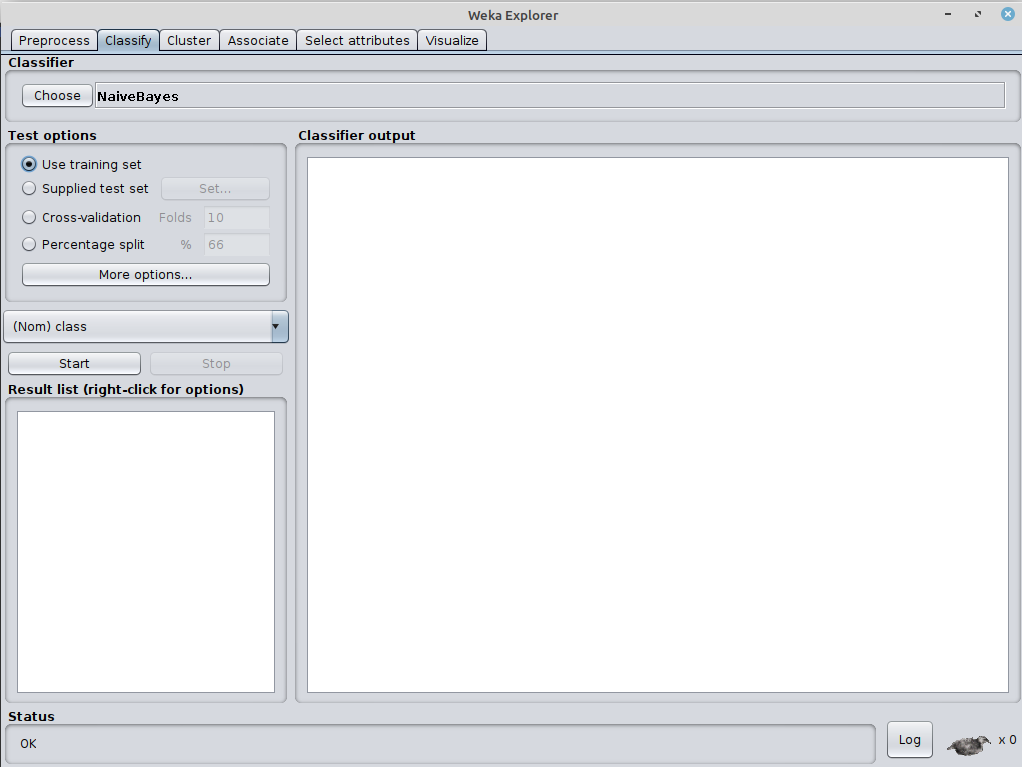 Weka Explorer
Preprocess Classify Cluster Associate Select attributes Visualize
Classifier
Choose NaiveBayes
Test options
Use training set
Supplied test set Set...
Cross-validation Folds 10
Percentage split % 66
More options...
(Nom) class
Start Stop
Result list (right-click for options)
Classifier output
Status
OK
Log x 0